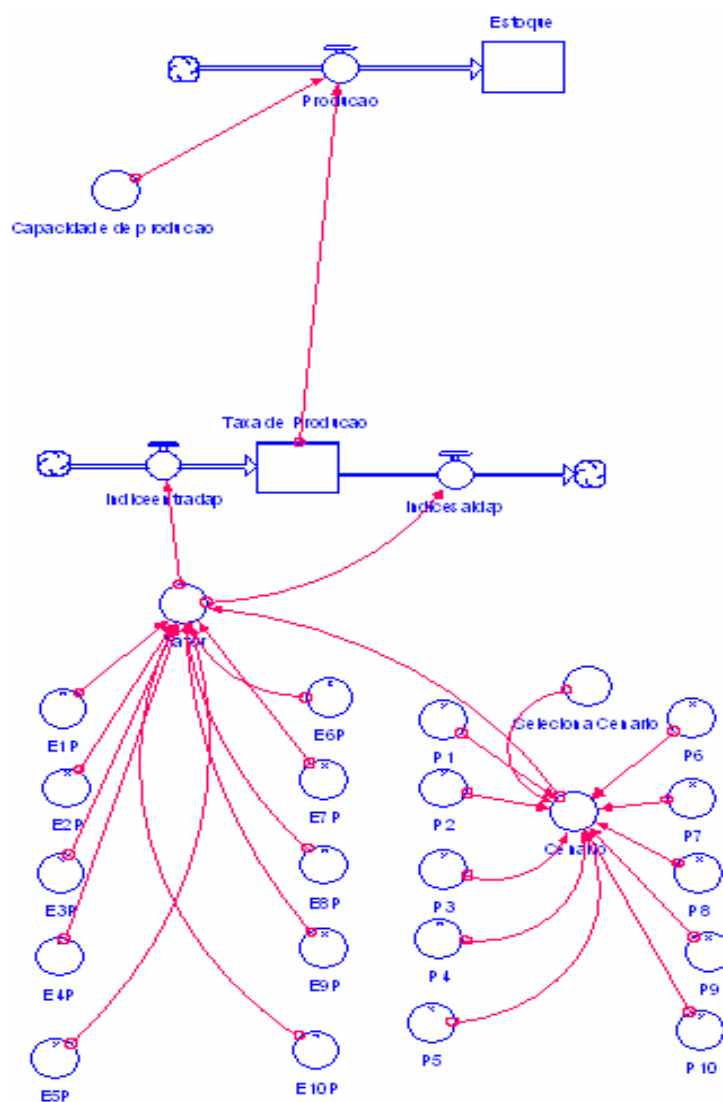 Estoque
Producao
Capacidade de producao
Taxa de Producao
Indiceentradap
Indicesaidap
E1P
E6P
Seleciona Cenario
P1
P6
E2P
E7P
P2
P7
Cenario
E3P
E8P
P3
P8
E4P
E9P
P4
P9
E5P
E10P
P5
P10